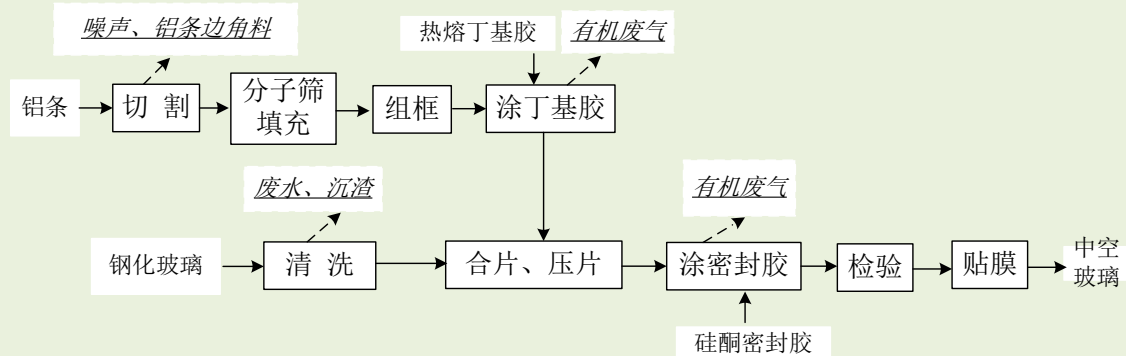 噪声、铝条边角料
热熔丁基胶
有机废气
铝条
切 割
分子筛
填充
组框
涂丁基胶
废水、沉渣
有机废气
钢化玻璃
清 洗
合片、压片
涂密封胶
检验
贴膜
中空
玻璃
硅酮密封胶